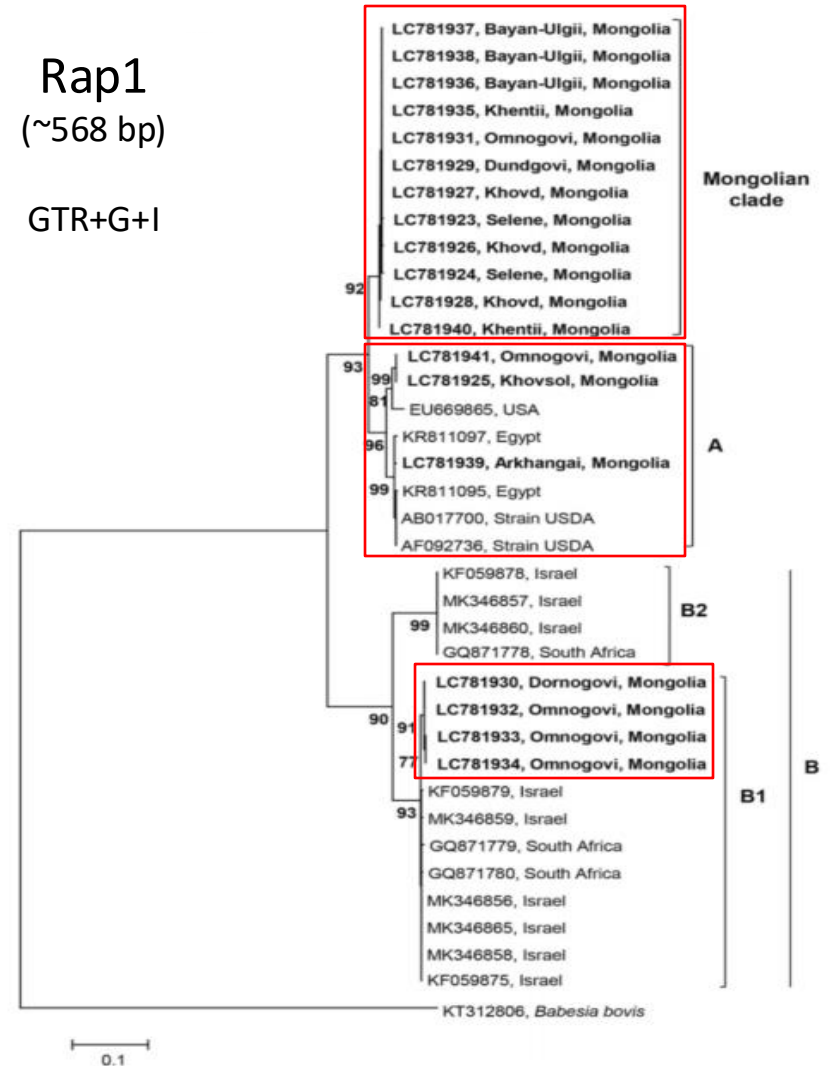 Rap1
(~568 bp)
GTR+G+I
LC781937, Bayan-Ulgii, Mongolia
LC781938, Bayan-Ulgii, Mongolia
LC781936, Bayan-Ulgii, Mongolia
LC781935, Khentii, Mongolia
LC781931, Omnogovi, Mongolia
LC781929, Dundgovi, Mongolia
LC781927, Khovd, Mongolia
LC781923, Selene, Mongolia
LC781926, Khovd, Mongolia
LC781924, Selene, Mongolia
LC781928, Khovd, Mongolia
LC781940, Khentii, Mongolia
Mongolian
clade
92
93
LC781941, Omnogovi, Mongolia
LC781925, Khovsol, Mongolia
EU669865, USA
KR811097, Egypt
LC781939, Arkhangai, Mongolia
KR811095, Egypt
AB017700, Strain USDA
AF092736, Strain USDA
99
81
96
99
A
KF059878, Israel
MK346857, Israel
MK346860, Israel
GQ871778, South Africa
99
B2
90
LC781930, Dornogovi, Mongolia
LC781932, Omnogovi, Mongolia
LC781933, Omnogovi, Mongolia
LC781934, Omnogovi, Mongolia
91
77
KF059879, Israel
MK346859, Israel
GQ871779, South Africa
GQ871780, South Africa
MK346856, Israel
MK346865, Israel
MK346858, Israel
KF059875, Israel
93
B1
B
KT312806, Babesia bovis
0.1